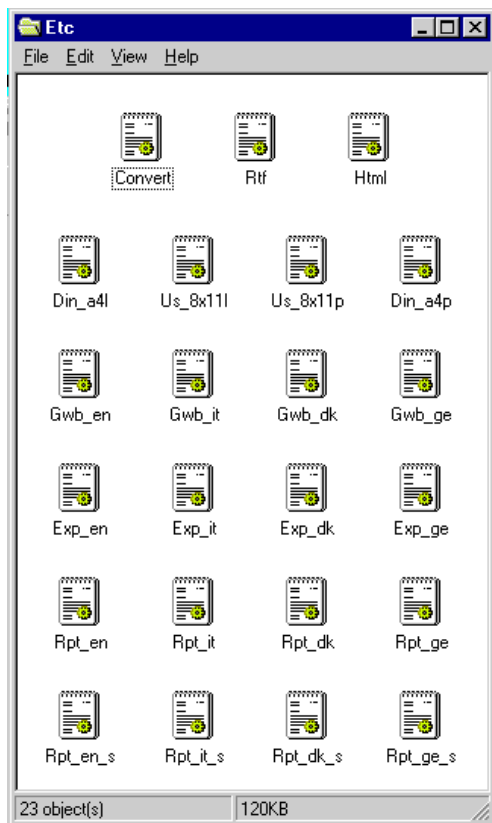 Etc
File Edit View Help
Convert Rtf Html
Din_a4l Us_8x11l Us_8x11p Din_a4p
Gwb_en Gwb_it Gwb_dk Gwb_ge
Exp_en Exp_it Exp_dk Exp_ge
Rpt_en Rpt_it Rpt_dk Rpt_ge
Rpt_en_s Rpt_it_s Rpt_dk_s Rpt_ge_s
23 object(s) 120KB